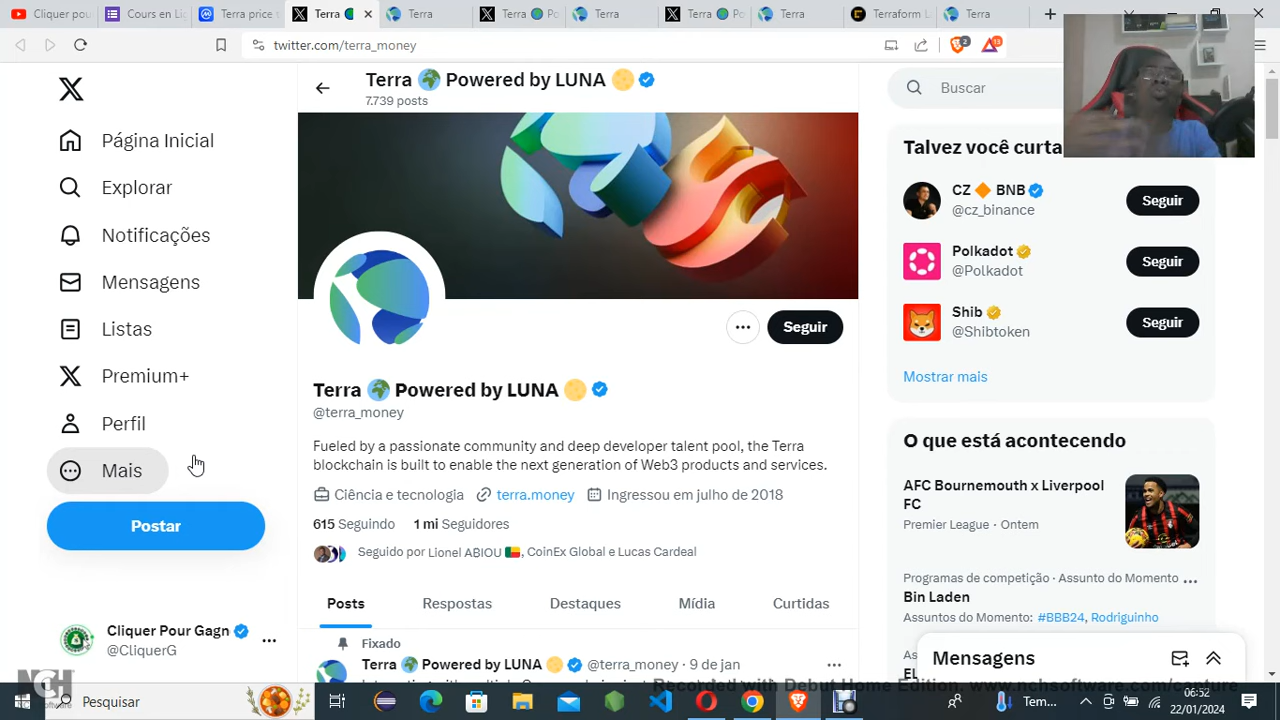 Cliquer pou
Cours en Lig
Terra price t
Terra
Terra
Terra Po
Terra
Terra Po
Terra
Terraform L
Terra
twitter.com/terra_money
2
15
Terra Powered by LUNA
7.739 posts
Buscar
Página Inicial
Explorar
Notificações
Mensagens
Listas
Premium+
Perfil
Mais
Postar
Cliquer Pour Gagn
@CliquerG
Seguir
Terra Powered by LUNA
@terra_money
Fueled by a passionate community and deep developer talent pool, the Terra
blockchain is built to enable the next generation of Web3 products and services.
Ciência e tecnologia terra.money Ingressou em julho de 2018
615 Seguindo 1 mi Seguidores
Seguido por Lionel ABIOU, CoinEx Global e Lucas Cardeal
Posts Respostas Destaques Mídia Curtidas
Fixado
Terra Powered by LUNA @terra_money · 9 de jan
Talvez você curta
CZ BNB
@cz_binance
Seguir
Polkadot
@Polkadot
Seguir
Shib
@Shibtoken
Seguir
Mostrar mais
O que está acontecendo
AFC Bournemouth x Liverpool
FC
Premier League · Ontem
Programas de competição · Assunto do Momento
Bin Laden
Assuntos do Momento: #BBB24, Rodriguinho
Mensagens
Recorded with Debut Home Edition. www.nchsoftware.com/capture
NCH
Pesquisar
Tem...
06:52
22/01/2024